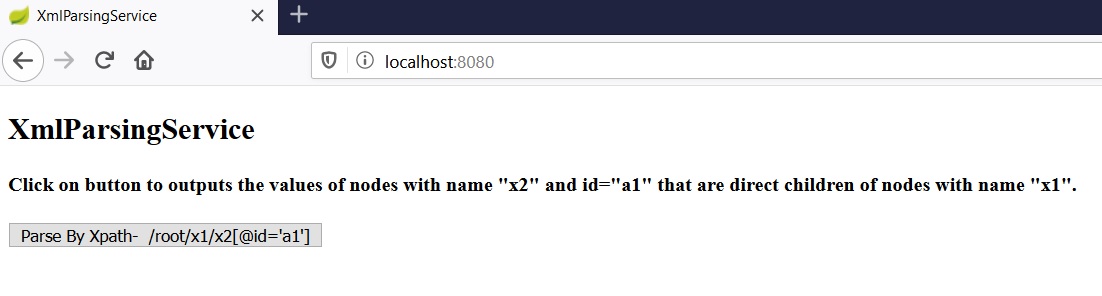 XmlParsingService
localhost:8080
XmlParsingService
Click on button to outputs the values of nodes with name "x2" and id="a1" that are direct children of nodes with name "x1".
Parse By Xpath-  /root/x1/x2[@id='a1']